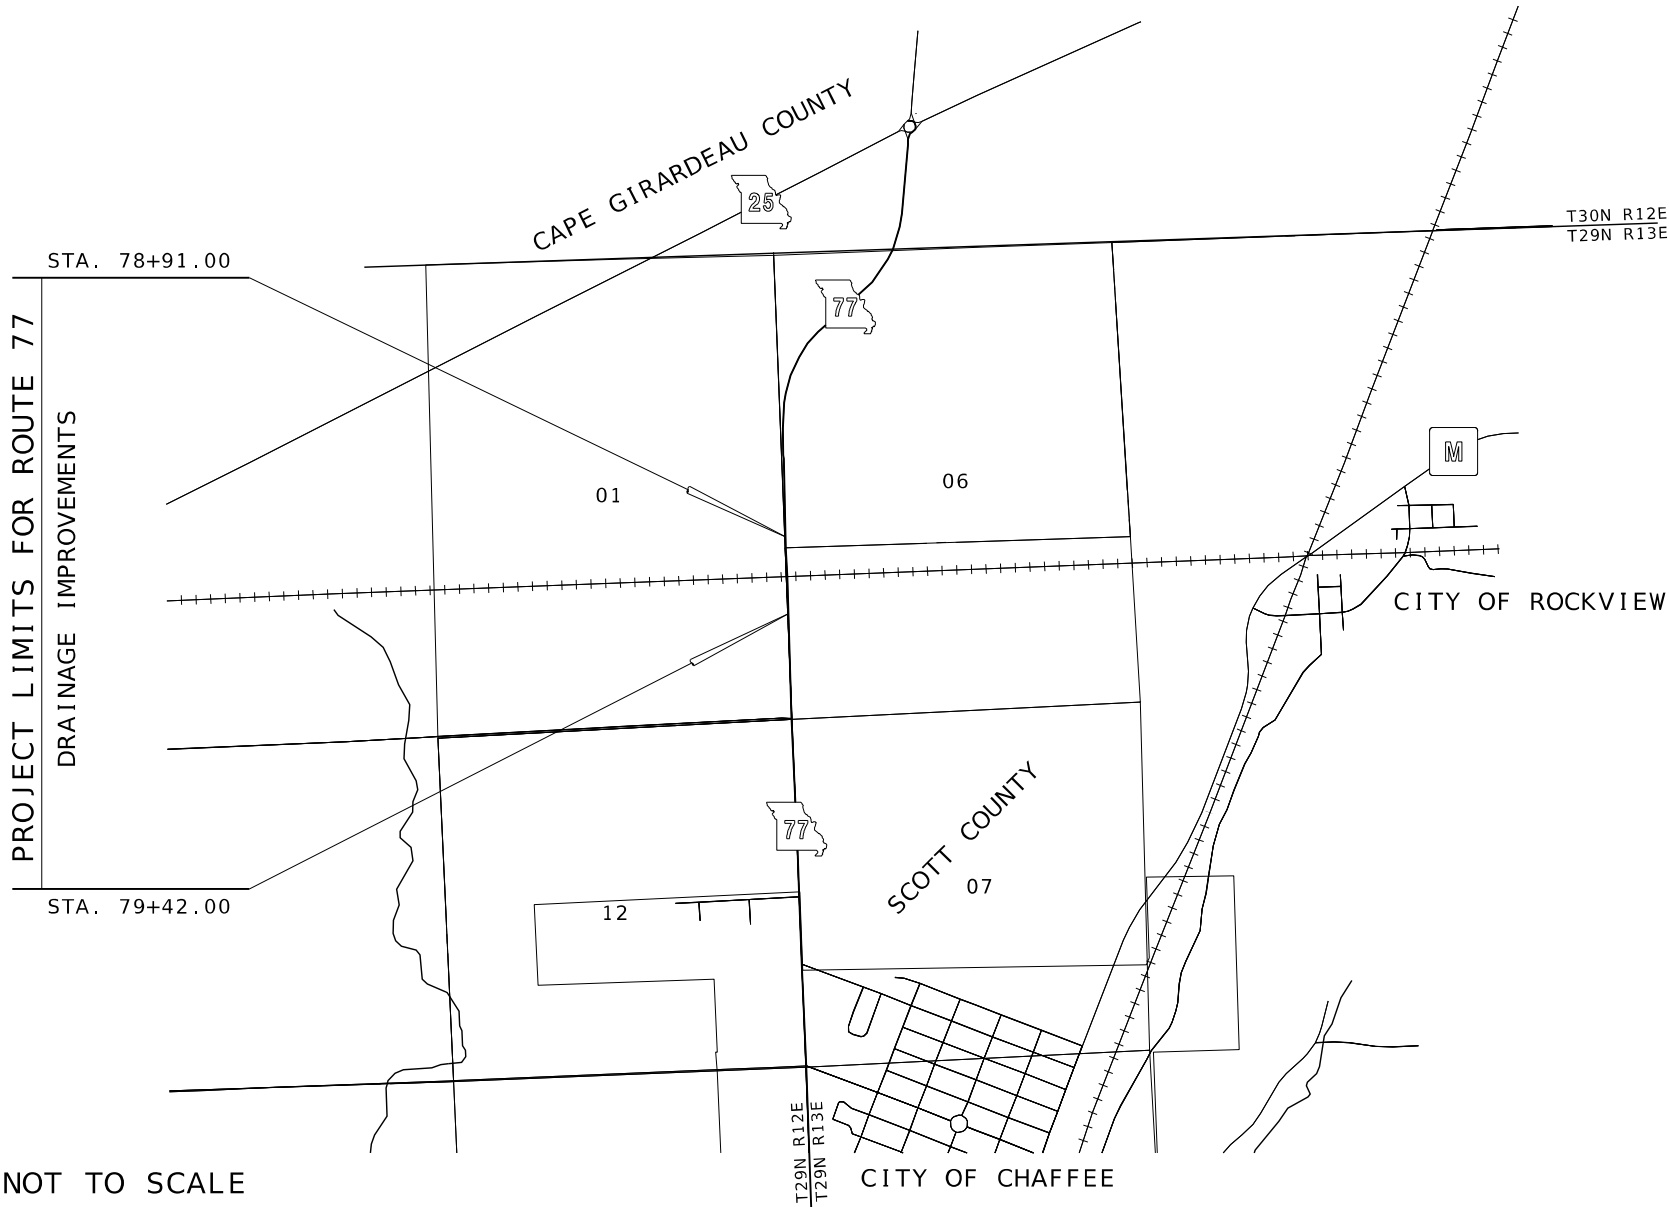 CAPE GIRARDEAU COUNTY
25
T30N R12E
T29N R13E
STA. 78+91.00
77
PROJECT LIMITS FOR ROUTE 77
DRAINAGE IMPROVEMENTS
M
01
06
CITY OF ROCKVIEW
77
SCOTT COUNTY
07
STA. 79+42.00
12
T29N R12E
T29N R13E
NOT TO SCALE
CITY OF CHAFFEE